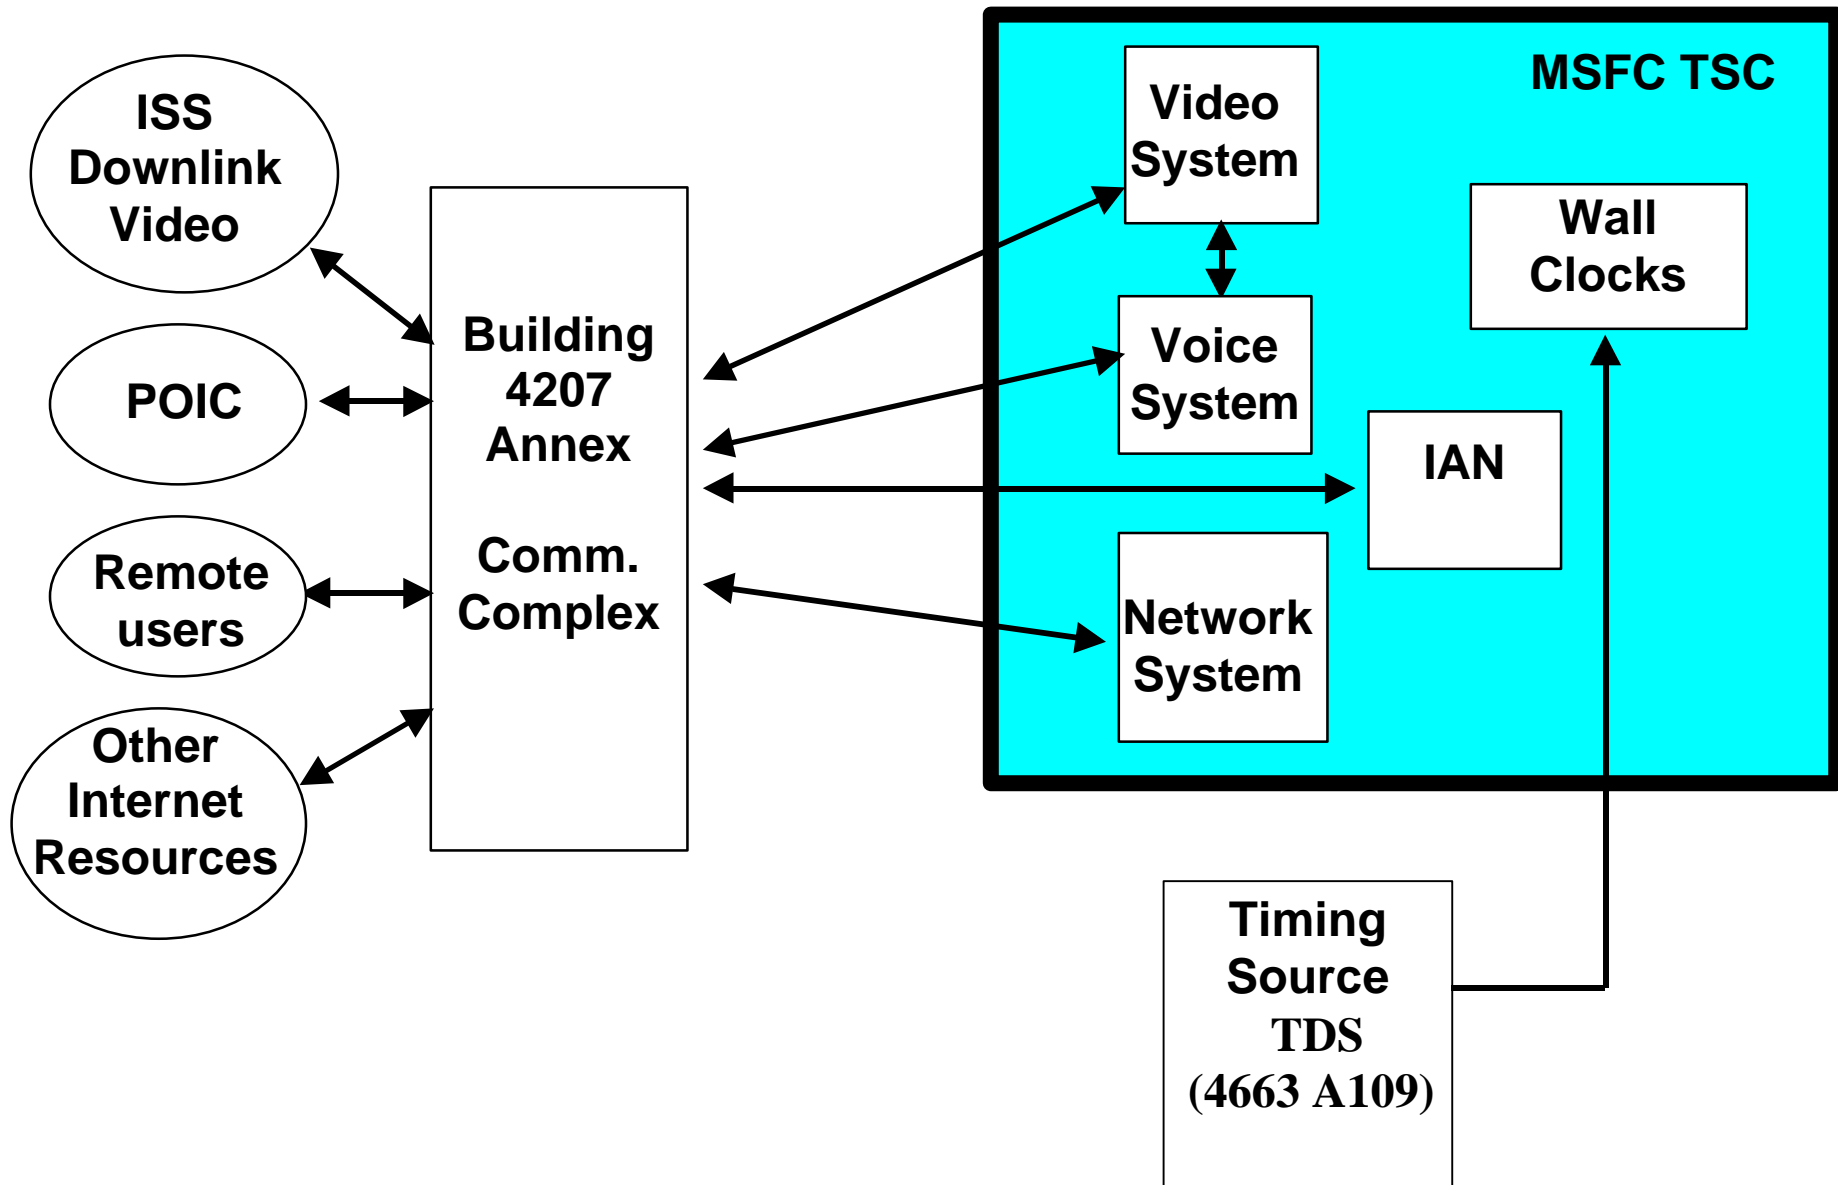 ISS
Downlink
Video
POIC
Remote
users
Other
Internet
Resources
Building
4207
Annex
Comm.
Complex
MSFC TSC
Video
System
Wall
Clocks
Voice
System
IAN
Network
System
Timing
Source
TDS
(4663 A109)